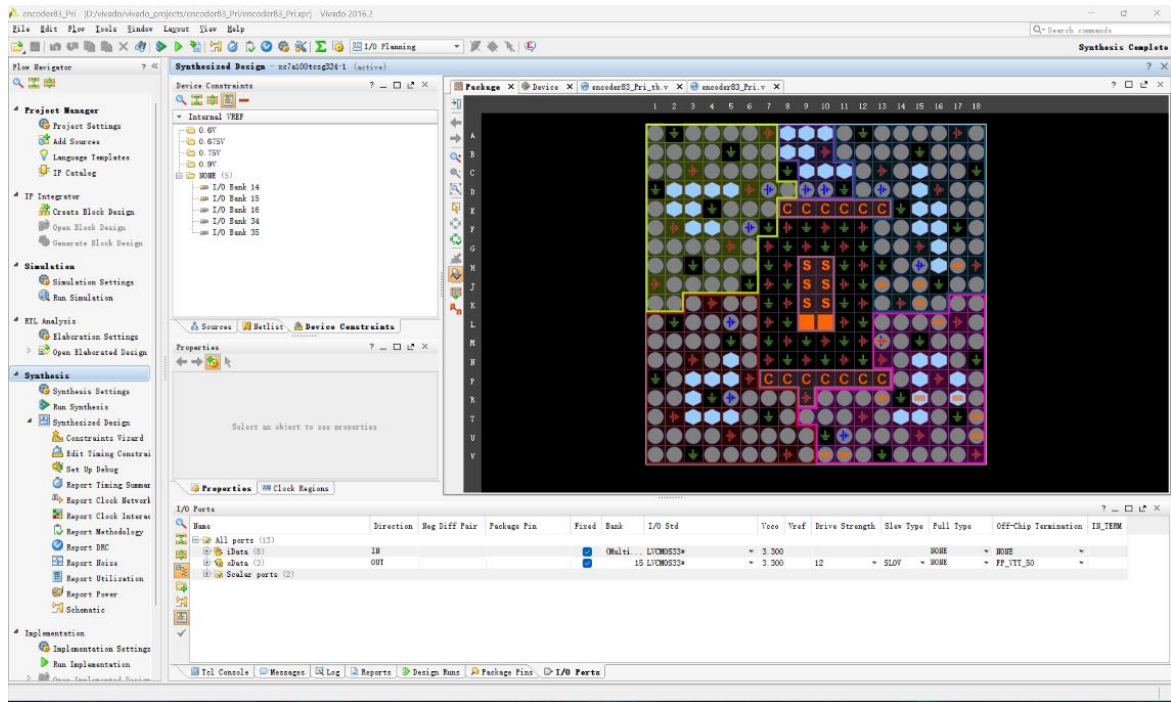 encoder83_Pri - [D:/vivado/vivado_projects/encoder83_Pri/encoder83_Pri.xpr] - Vivado 2016.2
File Edit Flow Tools Window Layout View Help
Q- Search commands
I/O Planning
Synthesis Complete
Flow Navigator
Project Manager
Project Settings
Add Sources
Language Templates
IP Catalog
IP Integrator
Create Block Design
Open Block Design
Generate Block Design
Simulation
Simulation Settings
Run Simulation
RTL Analysis
Elaboration Settings
Open Elaborated Design
Synthesis
Synthesis Settings
Run Synthesis
Synthesized Design
Constraints Wizard
Edit Timing Constrai
Set Up Debug
Report Timing Summar
Report Clock Network
Report Clock Interac
Report Methodology
Report DRC
Report Noise
Report Utilization
Report Power
Schematic
Implementation
Implementation Settings
Run Implementation
Open Implemented Design
Synthesized Design - xc7a100tcsg324-1 (active)
Device Constraints
Internal VREF
0.6V
0.675V
0.75V
0.9V
NONE (5)
I/O Bank 14
I/O Bank 15
I/O Bank 16
I/O Bank 34
I/O Bank 35
Sources Netlist Device Constraints
Properties
Select an object to see properties
Properties Clock Regions
Package Device encoder83_Pri_tb.v encoder83_Pri.v
1 2 3 4 5 6 7 8 9 10 11 12 13 14 15 16 17 18
A
B
C
D
E
C C C C C C
F
G
H
S S
J
S S
K
S S
L
M
N
P
C C C C C C C
R
T
U
V
I/O Ports
Name Direction Neg Diff Pair Package Pin Fixed Bank I/O Std Vcco Vref Drive Strength Slew Type Pull Type Off-Chip Termination IN_TERM
All ports (13)
iData (8) IN (Multi... LVCMOS33* 3.300 NONE NONE
oData (3) OUT 15 LVCMOS33* 3.300 12 SLOW NONE FP_VTT_50
Scalar ports (2)
Tcl Console Messages Log Reports Design Runs Package Pins I/O Ports